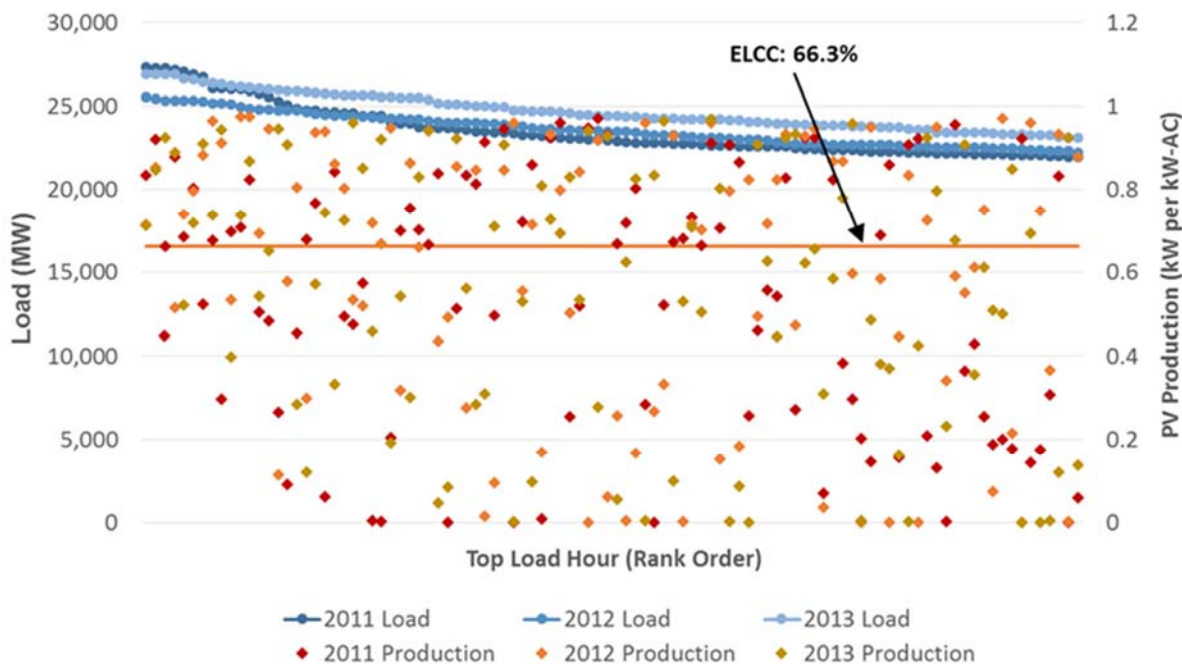 30,000
25,000
20,000
15,000
10,000
5,000
0
Load (MW)
ELCC: 66.3%
1.2
1
0.8
0.6
0.4
0.2
0
PV Production (kW per kW-AC)
Top Load Hour (Rank Order)
2011 Load
2012 Load
2013 Load
2011 Production
2012 Production
2013 Production